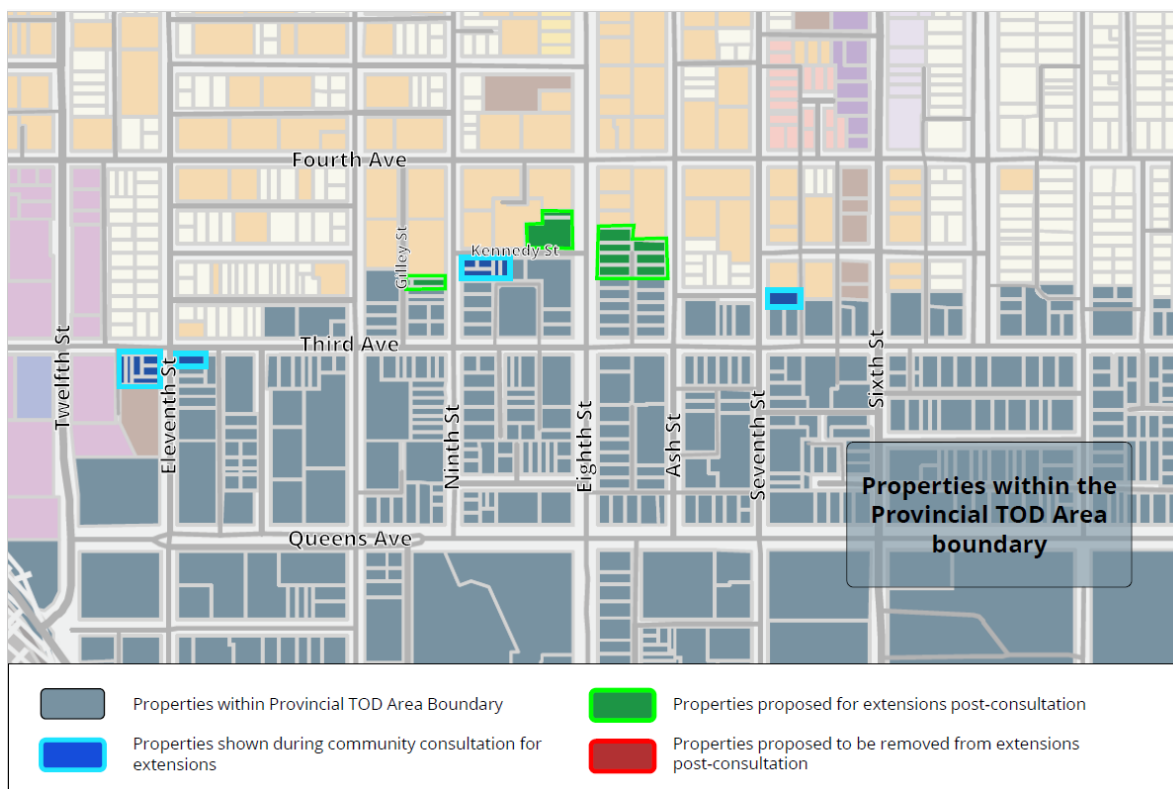 Fourth Ave
Gilley St
Kennedy St
Third Ave
Twelfth St
Eleventh St
Ninth St
Eighth St
Ash St
Seventh St
Sixth St
Queens Ave
Properties within the
Provincial TOD Area
boundary
Properties within Provincial TOD Area Boundary
Properties shown during community consultation for
extensions
Properties proposed for extensions post-consultation
Properties proposed to be removed from extensions
post-consultation